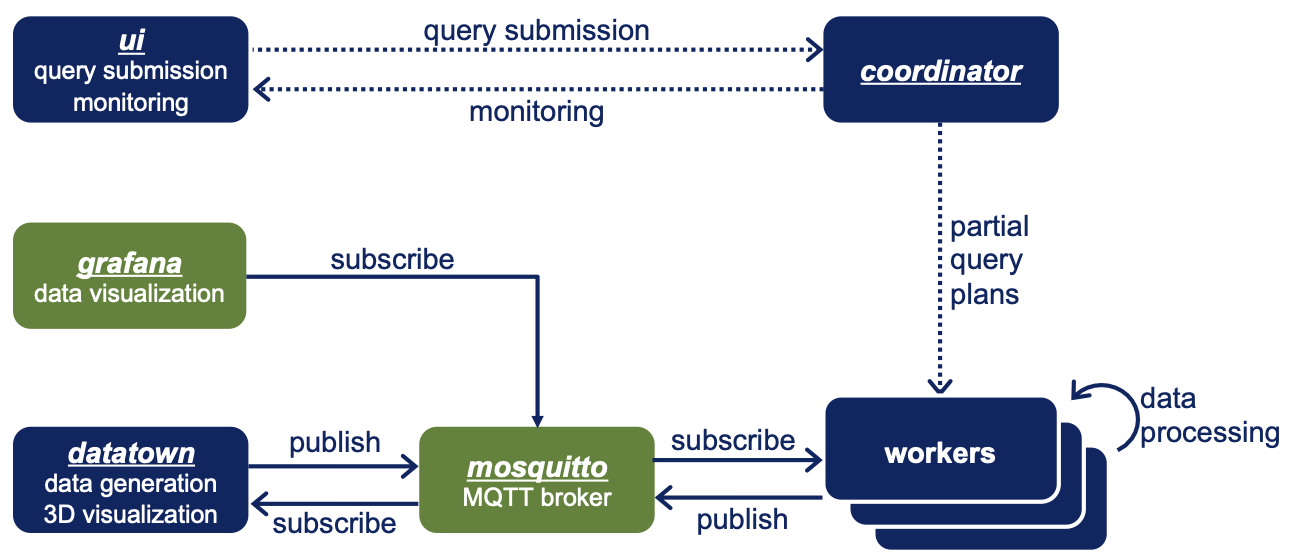 ui
query submission
monitoring
query submission
monitoring
coordinator
partial
query
plans
grafana
data visualization
subscribe
datatown
data generation
3D visualization
publish
subscribe
mosquitto
MQTT broker
subscribe
publish
workers
data
processing